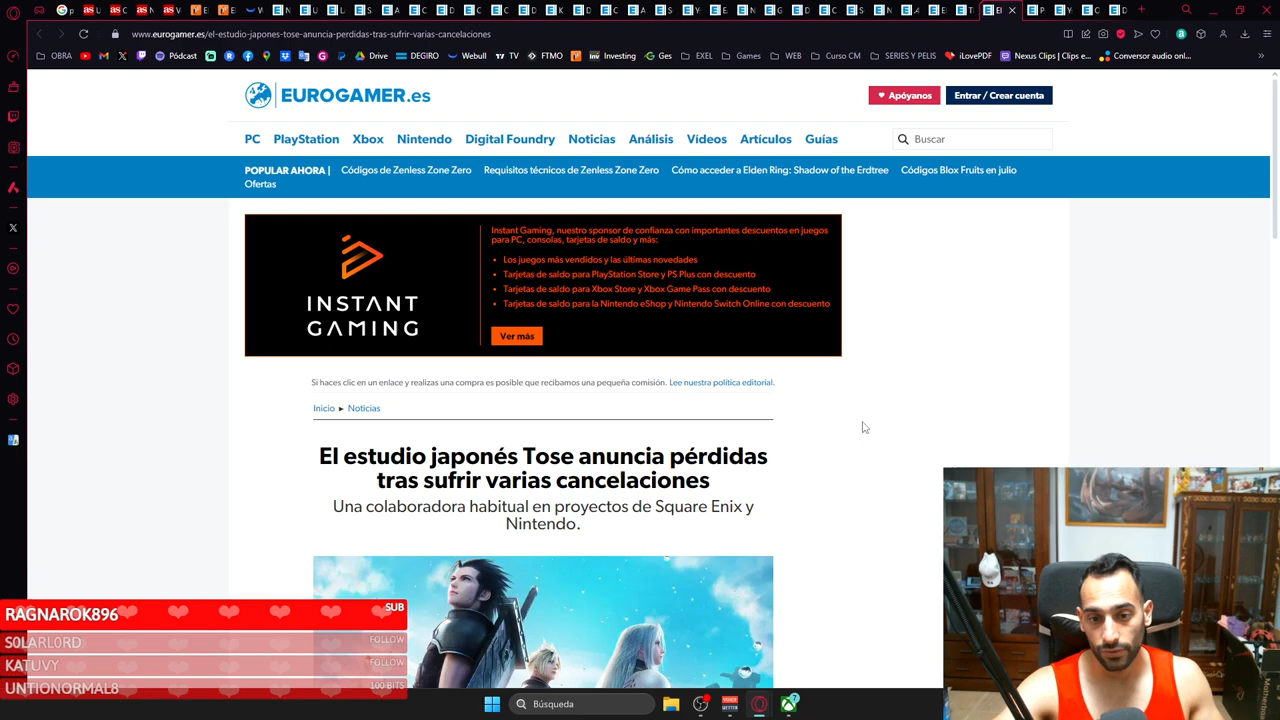 www.eurogamer.es/el-estudio-japones-tose-anuncia-perdidas-tras-sufrir-varias-cancelaciones
OBRA
Pódcast
Drive
DEGIRO
Webull
TV
FTMO
Investing
Ges
EXEL
Games
WEB
Curso CM
SERIES Y PELIS
iLovePDF
Nexus Clips | Clips e...
Conversor audio onl...
EUROGAMER.es
Apóyanos
Entrar / Crear cuenta
PC PlayStation Xbox Nintendo Digital Foundry Noticias Análisis Vídeos Artículos Guías
Buscar
POPULAR AHORA | Códigos de Zenless Zone Zero Requisitos técnicos de Zenless Zone Zero Cómo acceder a Elden Ring: Shadow of the Erdtree Códigos Blox Fruits en julio
Ofertas
INSTANT
GAMING
Instant Gaming, nuestro sponsor de confianza con importantes descuentos en juegos
para PC, consolas, tarjetas de saldo y más:
• Los juegos más vendidos y las últimas novedades
• Tarjetas de saldo para PlayStation Store y PS Plus con descuento
• Tarjetas de saldo para Xbox Store y Xbox Game Pass con descuento
• Tarjetas de saldo para la Nintendo eShop y Nintendo Switch Online con descuento
Ver más
Si haces clic en un enlace y realizas una compra es posible que recibamos una pequeña comisión. Lee nuestra política editorial.
Inicio ► Noticias
El estudio japonés Tose anuncia pérdidas
tras sufrir varias cancelaciones
Una colaboradora habitual en proyectos de Square Enix y
Nintendo.
RAGNAROK896 SUB
S0LARL0RD FOLLOW
KATUVY FOLLOW
UNTIONORMAL8 100 BITS
Búsqueda